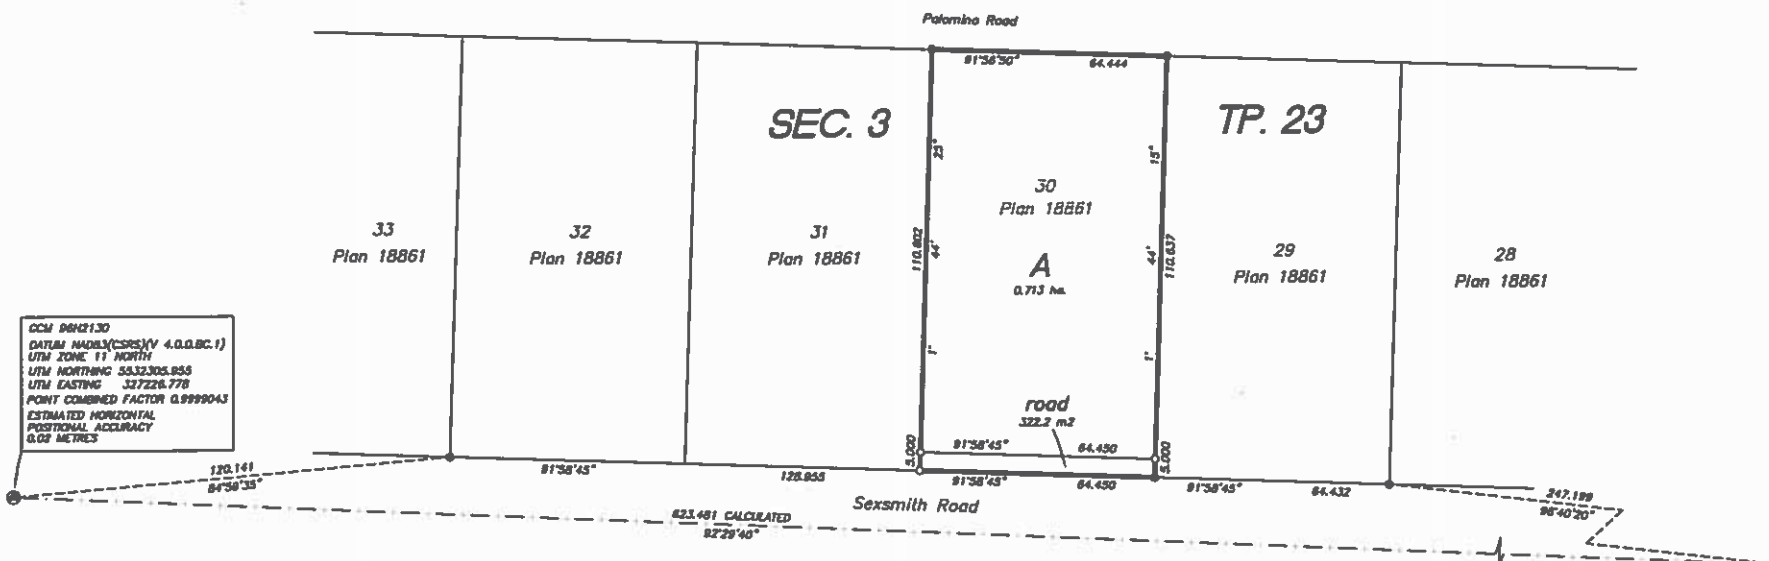 Palomino Road
91°56'50" 64.444
SEC. 3
TP. 23
23"
15"
30
Plan 18861
33
Plan 18861
32
Plan 18861
31
Plan 18861
110.802
44'
44'
110.637
29
Plan 18861
28
Plan 18861
A
0.713 ha.
1'
1'
CCM 96H2130
DATUM NAD83(CSRS)(V 4.0.0.BC.1)
UTM ZONE 11 NORTH
UTM NORTHING 5532305.955
UTM EASTING 327226.778
POINT COMBINED FACTOR 0.9999043
ESTIMATED HORIZONTAL
POSITIONAL ACCURACY
0.02 METRES
road
322.2 m2
91°58'45" 64.450
5.000
5.000
120.141
84°59'35"
91°58'45" 128.955
91°58'45" 64.450
91°58'45" 64.432
247.199
96°40'20"
Sexsmith Road
623.481 CALCULATED
92°29'40"